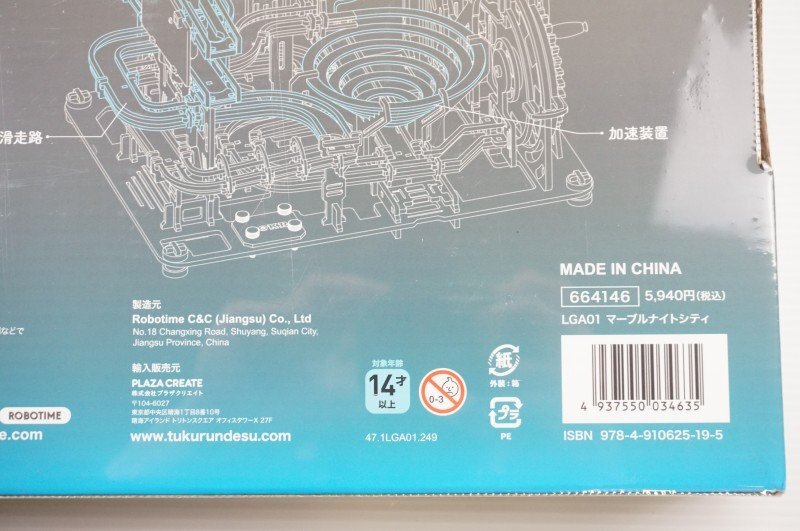 滑走路
加速装置
MADE IN CHINA
664146 5,940円(税込)
LGA01 マーブルナイトシティ
4 937550 034635
ISBN 978-4-910625-19-5
製造元
Robotime C&C (Jiangsu) Co., Ltd
No.18 Changxing Road, Shuyang, Suqian City,
Jiangsu Province, China
輸入販売元
PLAZA CREATE
株式会社プラザクリエイト
〒104-6027
東京都中央区晴海1丁目8番10号
晴海アイランド トリトンスクエア オフィスタワーX 27F
www.tukurundesu.com
対象年齢
14才
以上
0-3
47.1LGA01.249
紙
外装:箱
プラ
PE
などで
ROBOTIME
e.com